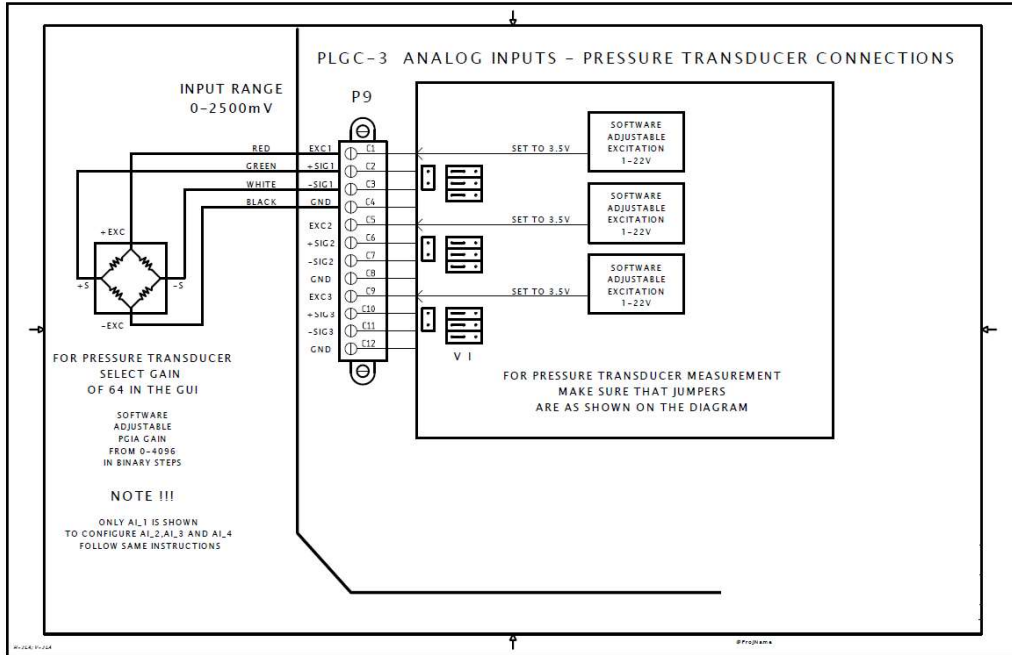 PLGC-3 ANALOG INPUTS - PRESSURE TRANSDUCER CONNECTIONS
INPUT RANGE
0-2500mV
P9
RED
GREEN
WHITE
BLACK
EXC1
+SIG1
-SIG1
GND
EXC2
+SIG2
-SIG2
GND
EXC3
+SIG3
-SIG3
GND
C1
C2
C3
C4
C5
C6
C7
C8
C9
C10
C11
C12
SET TO 3.5V
SOFTWARE
ADJUSTABLE
EXCITATION
1-22V
SET TO 3.5V
SOFTWARE
ADJUSTABLE
EXCITATION
1-22V
SET TO 3.5V
SOFTWARE
ADJUSTABLE
EXCITATION
1-22V
V I
FOR PRESSURE TRANSDUCER MEASUREMENT
MAKE SURE THAT JUMPERS
ARE AS SHOWN ON THE DIAGRAM
+EXC
+S
-S
-EXC
FOR PRESSURE TRANSDUCER
SELECT GAIN
OF 64 IN THE GUI
SOFTWARE
ADJUSTABLE
PGIA GAIN
FROM 0-4096
IN BINARY STEPS
NOTE !!!
ONLY AI_1 IS SHOWN
TO CONFIGURE AI_2,AI_3 AND AI_4
FOLLOW SAME INSTRUCTIONS
@ProjName